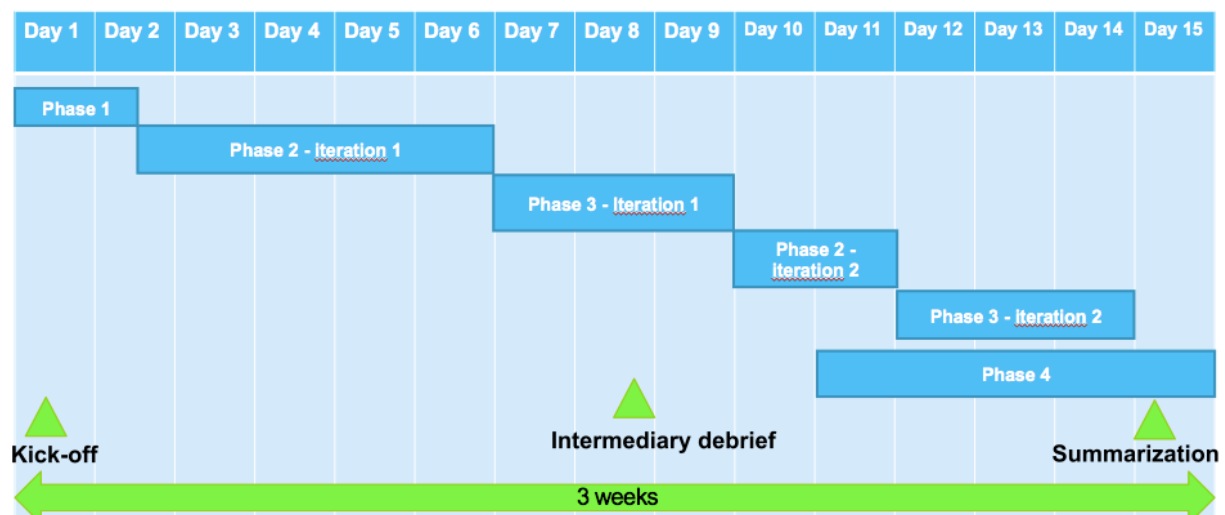 Day 1 Day 2 Day 3 Day 4 Day 5 Day 6 Day 7 Day 8 Day 9 Day 10 Day 11 Day 12 Day 13 Day 14 Day 15
Phase 1
Phase 2 - iteration 1
Phase 3 - Iteration 1
Phase 2 -
iteration 2
Phase 3 - iteration 2
Phase 4
Kick-off
Intermediary debrief
Summarization
3 weeks